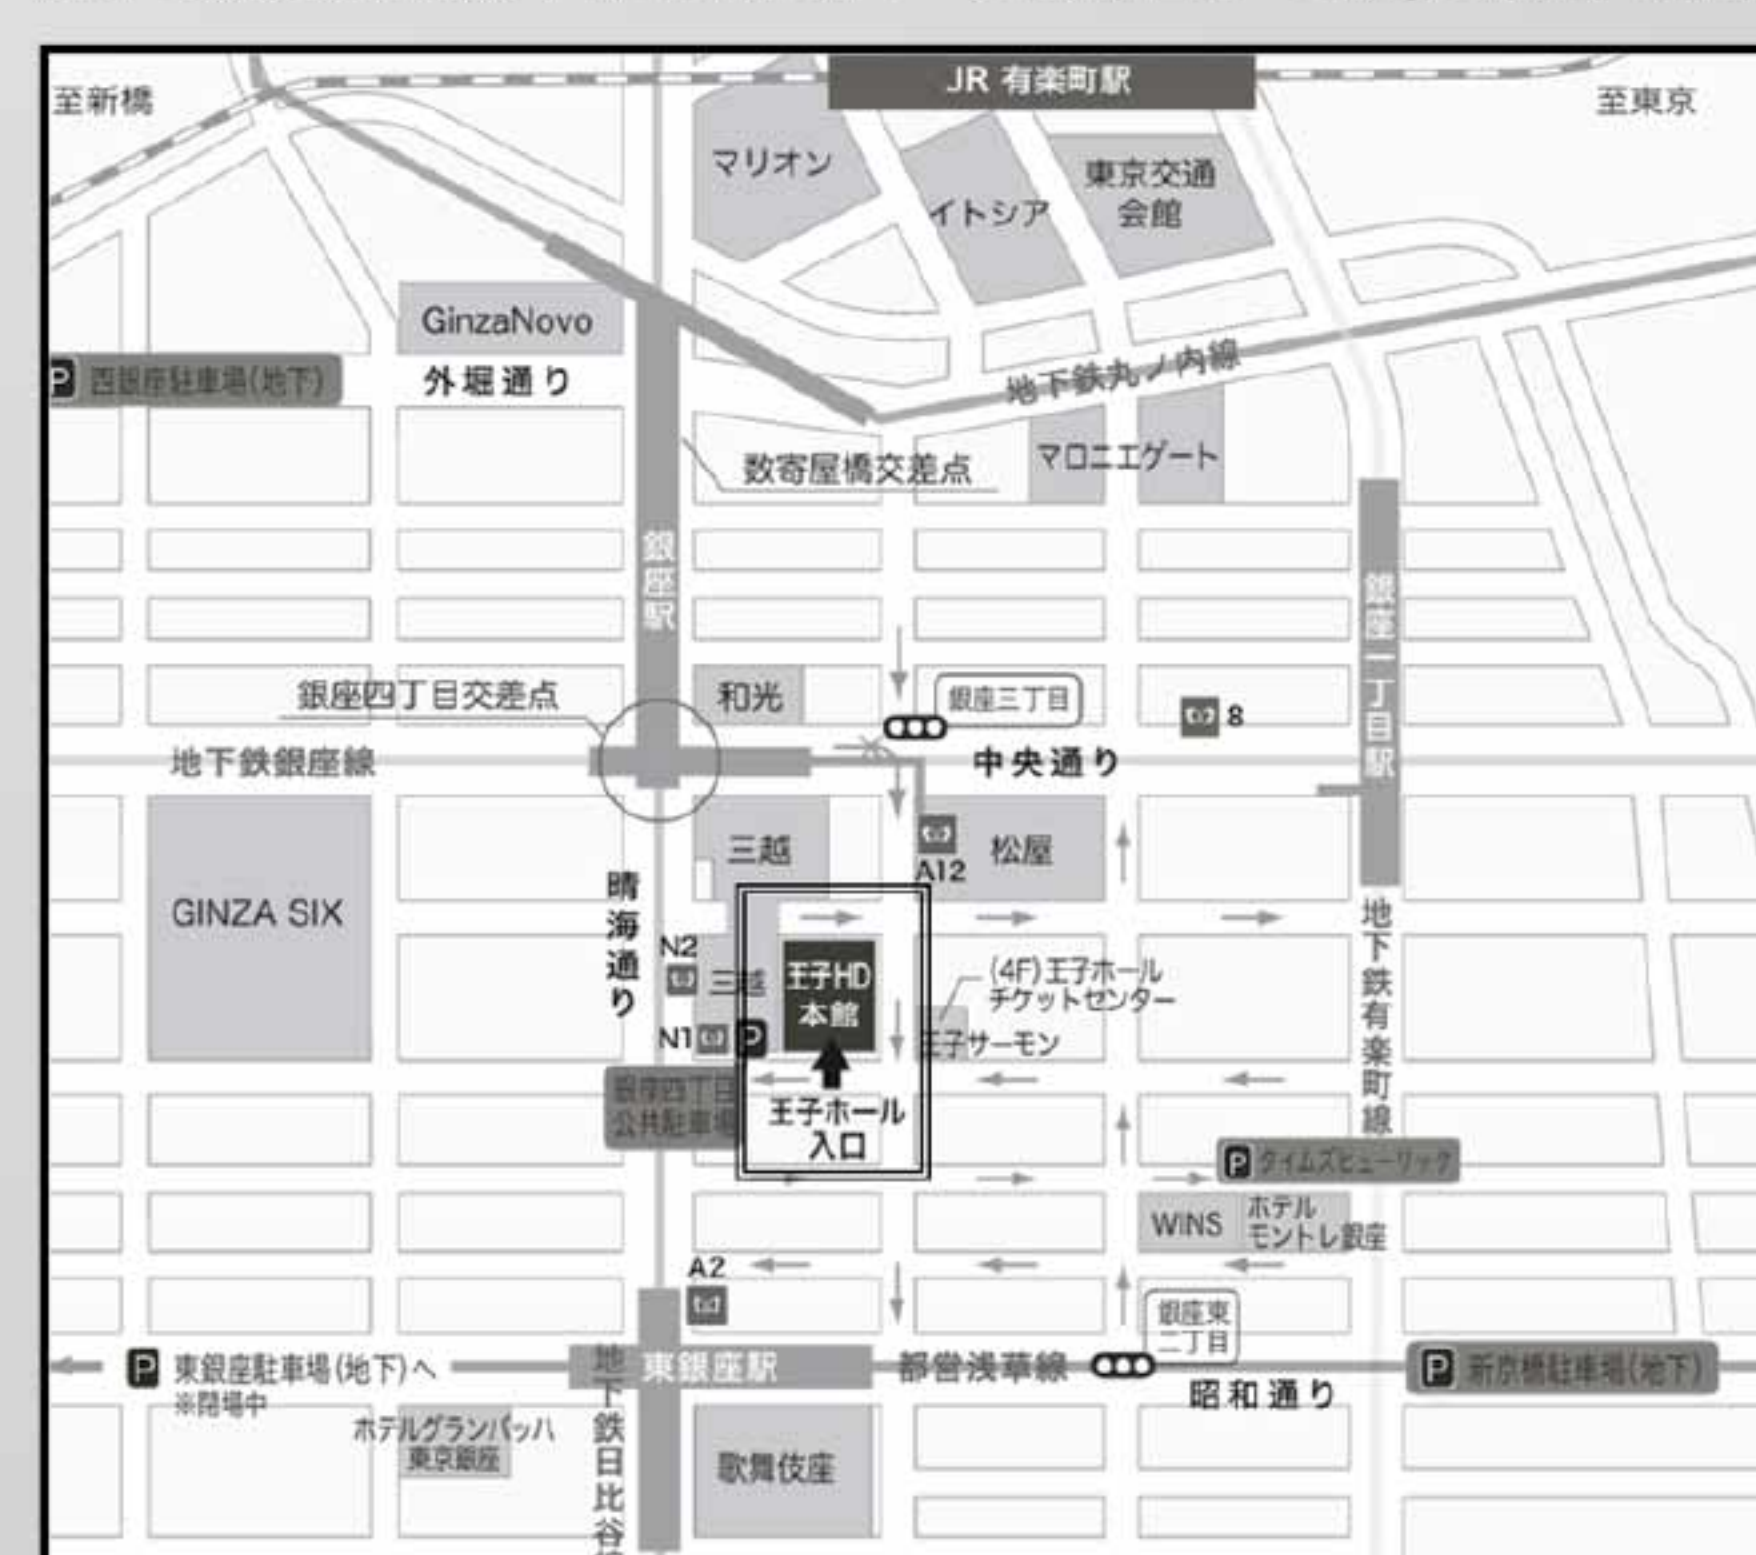 JR 有楽町駅
至新橋
至東京
マリオン
イトシア
東京交通
会館
GinzaNovo
P 西銀座駐車場(地下)
外堀通り
地下鉄丸ノ内線
数寄屋橋交差点
マロニエゲート
銀座駅
銀座一丁目駅
銀座四丁目交差点
和光
銀座三丁目
8
地下鉄銀座線
中央通り
三越
松屋
A12
GINZA SIX
晴海通り
地下鉄有楽町線
N2
三越
王子HD
本館
(4F)王子ホール
チケットセンター
N1
P
王子サーモン
銀座四丁目
公共駐車場
王子ホール
入口
P タイムズヒューリック
WINS
ホテル
モントレ銀座
A2
銀座東
二丁目
P 東銀座駐車場(地下)へ
※閉場中
東銀座駅
都営浅草線
P 新京橋駐車場(地下)
昭和通り
ホテルグランバッハ
東京銀座
地下鉄日比谷
歌舞伎座